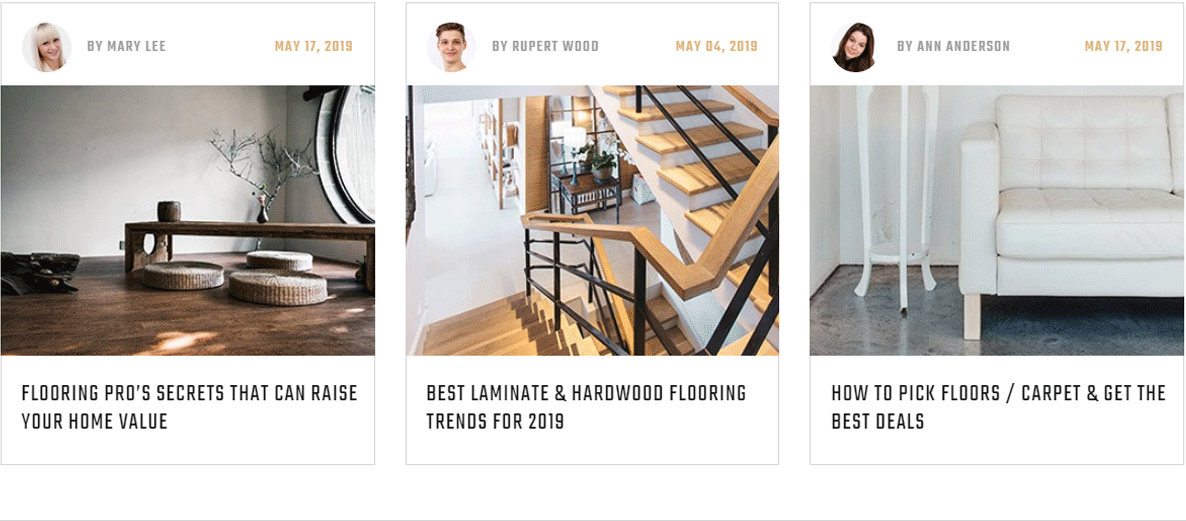 BY MARY LEE
MAY 17, 2019
FLOORING PRO'S SECRETS THAT CAN RAISE
YOUR HOME VALUE
BY RUPERT WOOD
MAY 04, 2019
BEST LAMINATE & HARDWOOD FLOORING
TRENDS FOR 2019
BY ANN ANDERSON
MAY 17, 2019
HOW TO PICK FLOORS / CARPET & GET THE
BEST DEALS